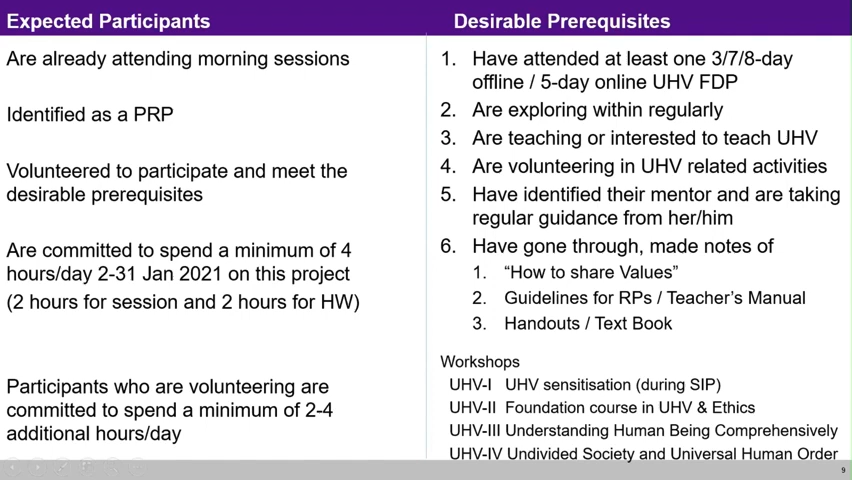 Expected Participants
Are already attending morning sessions
Identified as a PRP
Volunteered to participate and meet the
desirable prerequisites
Are committed to spend a minimum of 4
hours/day 2-31 Jan 2021 on this project
(2 hours for session and 2 hours for HW)
Participants who are volunteering are
committed to spend a minimum of 2-4
additional hours/day
Desirable Prerequisites
1. Have attended at least one 3/7/8-day
offline / 5-day online UHV FDP
2. Are exploring within regularly
3. Are teaching or interested to teach UHV
4. Are volunteering in UHV related activities
5. Have identified their mentor and are taking
regular guidance from her/him
6. Have gone through, made notes of
1. “How to share Values”
2. Guidelines for RPs / Teacher’s Manual
3. Handouts / Text Book
Workshops
UHV-I UHV sensitisation (during SIP)
UHV-II Foundation course in UHV & Ethics
UHV-III Understanding Human Being Comprehensively
UHV-IV Undivided Society and Universal Human Order
9